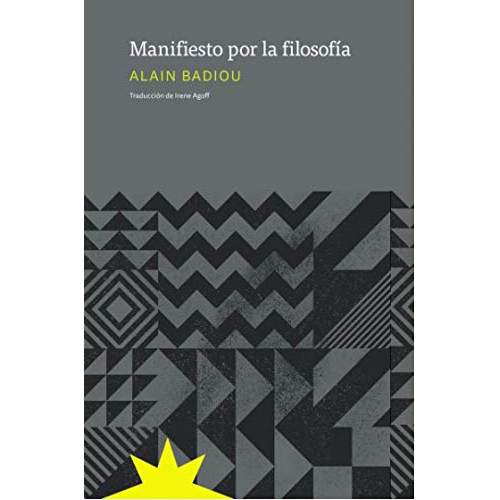 Manifiesto por la filosofía
ALAIN BADIOU
Traducción de Irene Agoff